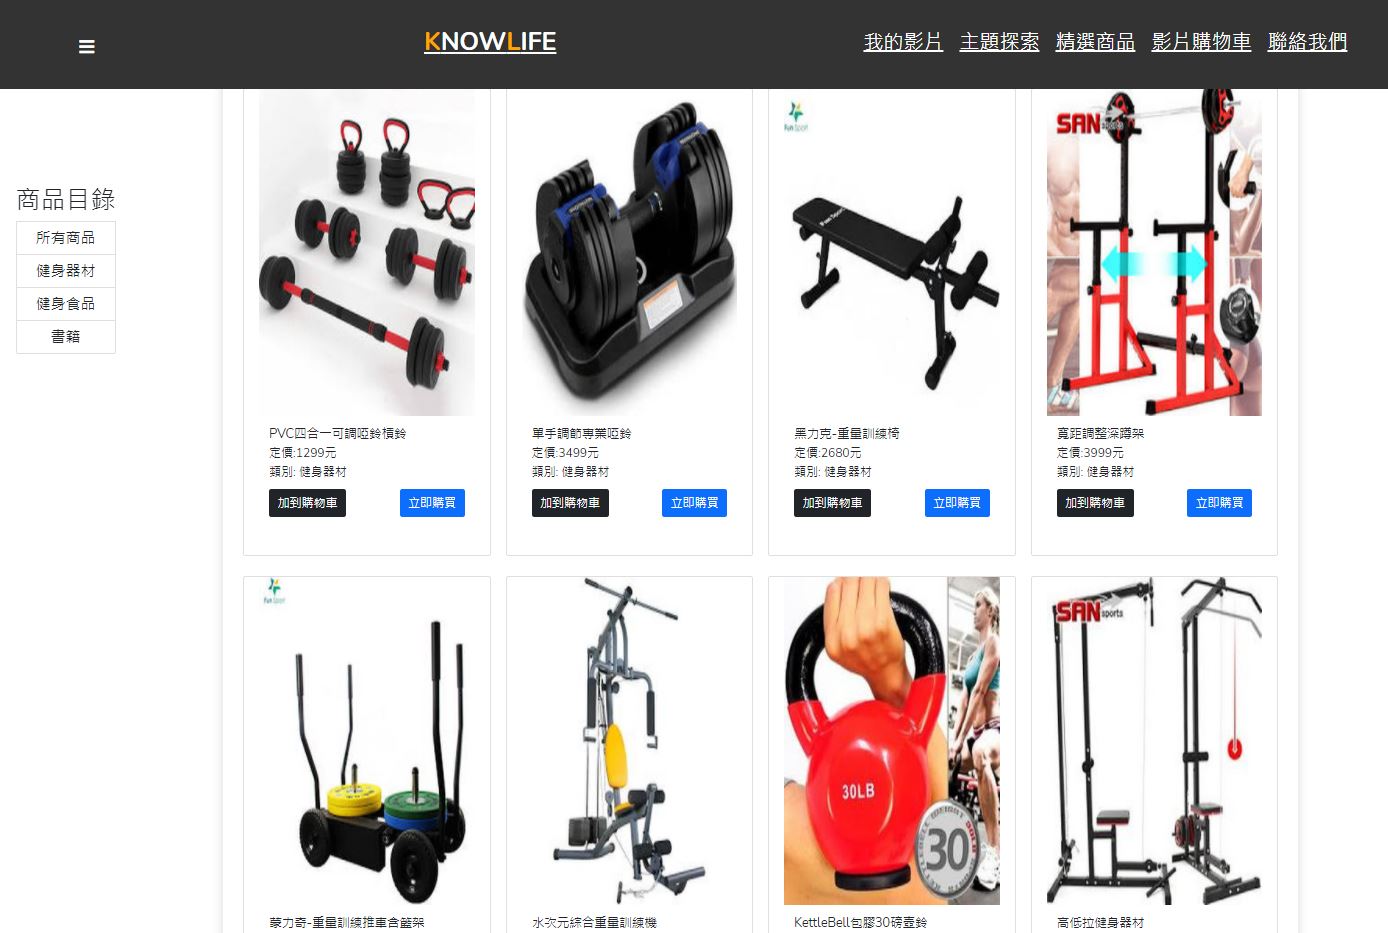 KNOWLIFE
我的影片 主題探索 精選商品 影片購物車 聯絡我們
商品目錄
所有商品
健身器材
健身食品
書籍
PVC四合一可調啞鈴槓鈴
定價:1299元
類別: 健身器材
加到購物車 立即購買
單手調節專業啞鈴
定價:3499元
類別: 健身器材
加到購物車 立即購買
Fun Sport
Fun Sport
黑力克-重量訓練椅
定價:2680元
類別: 健身器材
加到購物車 立即購買
SAN sports
寬距調整深蹲架
定價:3999元
類別: 健身器材
加到購物車 立即購買
Fun Sport
蒙力奇-重量訓練推車含籃架
水次元綜合重量訓練機
30LB
30
KettleBell包膠30磅壺鈴
SAN sports
高低拉健身器材